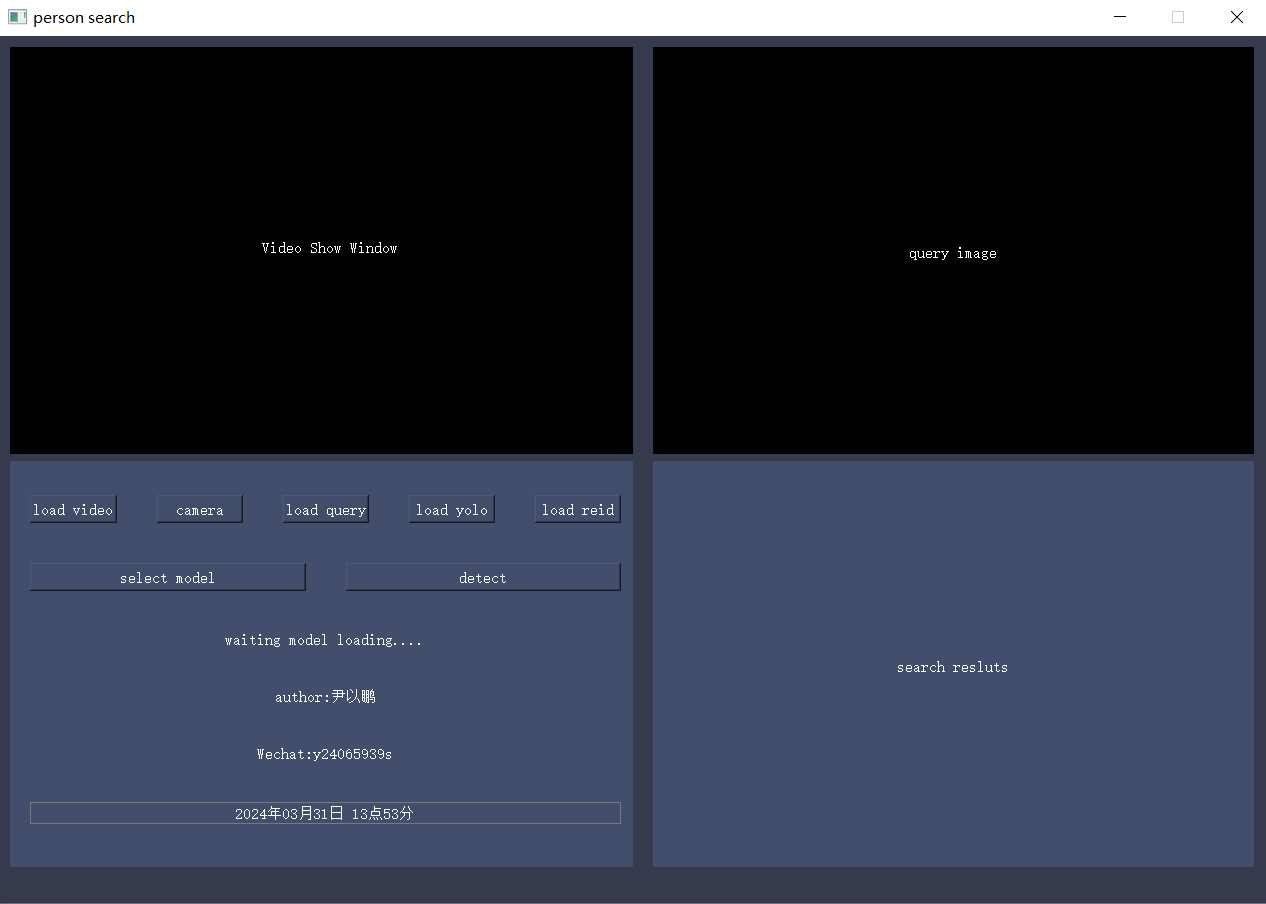 person search
Video Show Window
query image
load video
camera
load query
load yolo
load reid
select model
detect
waiting model loading....
author:尹以鹏
Wechat:y24065939s
2024年03月31日 13点53分
search resluts